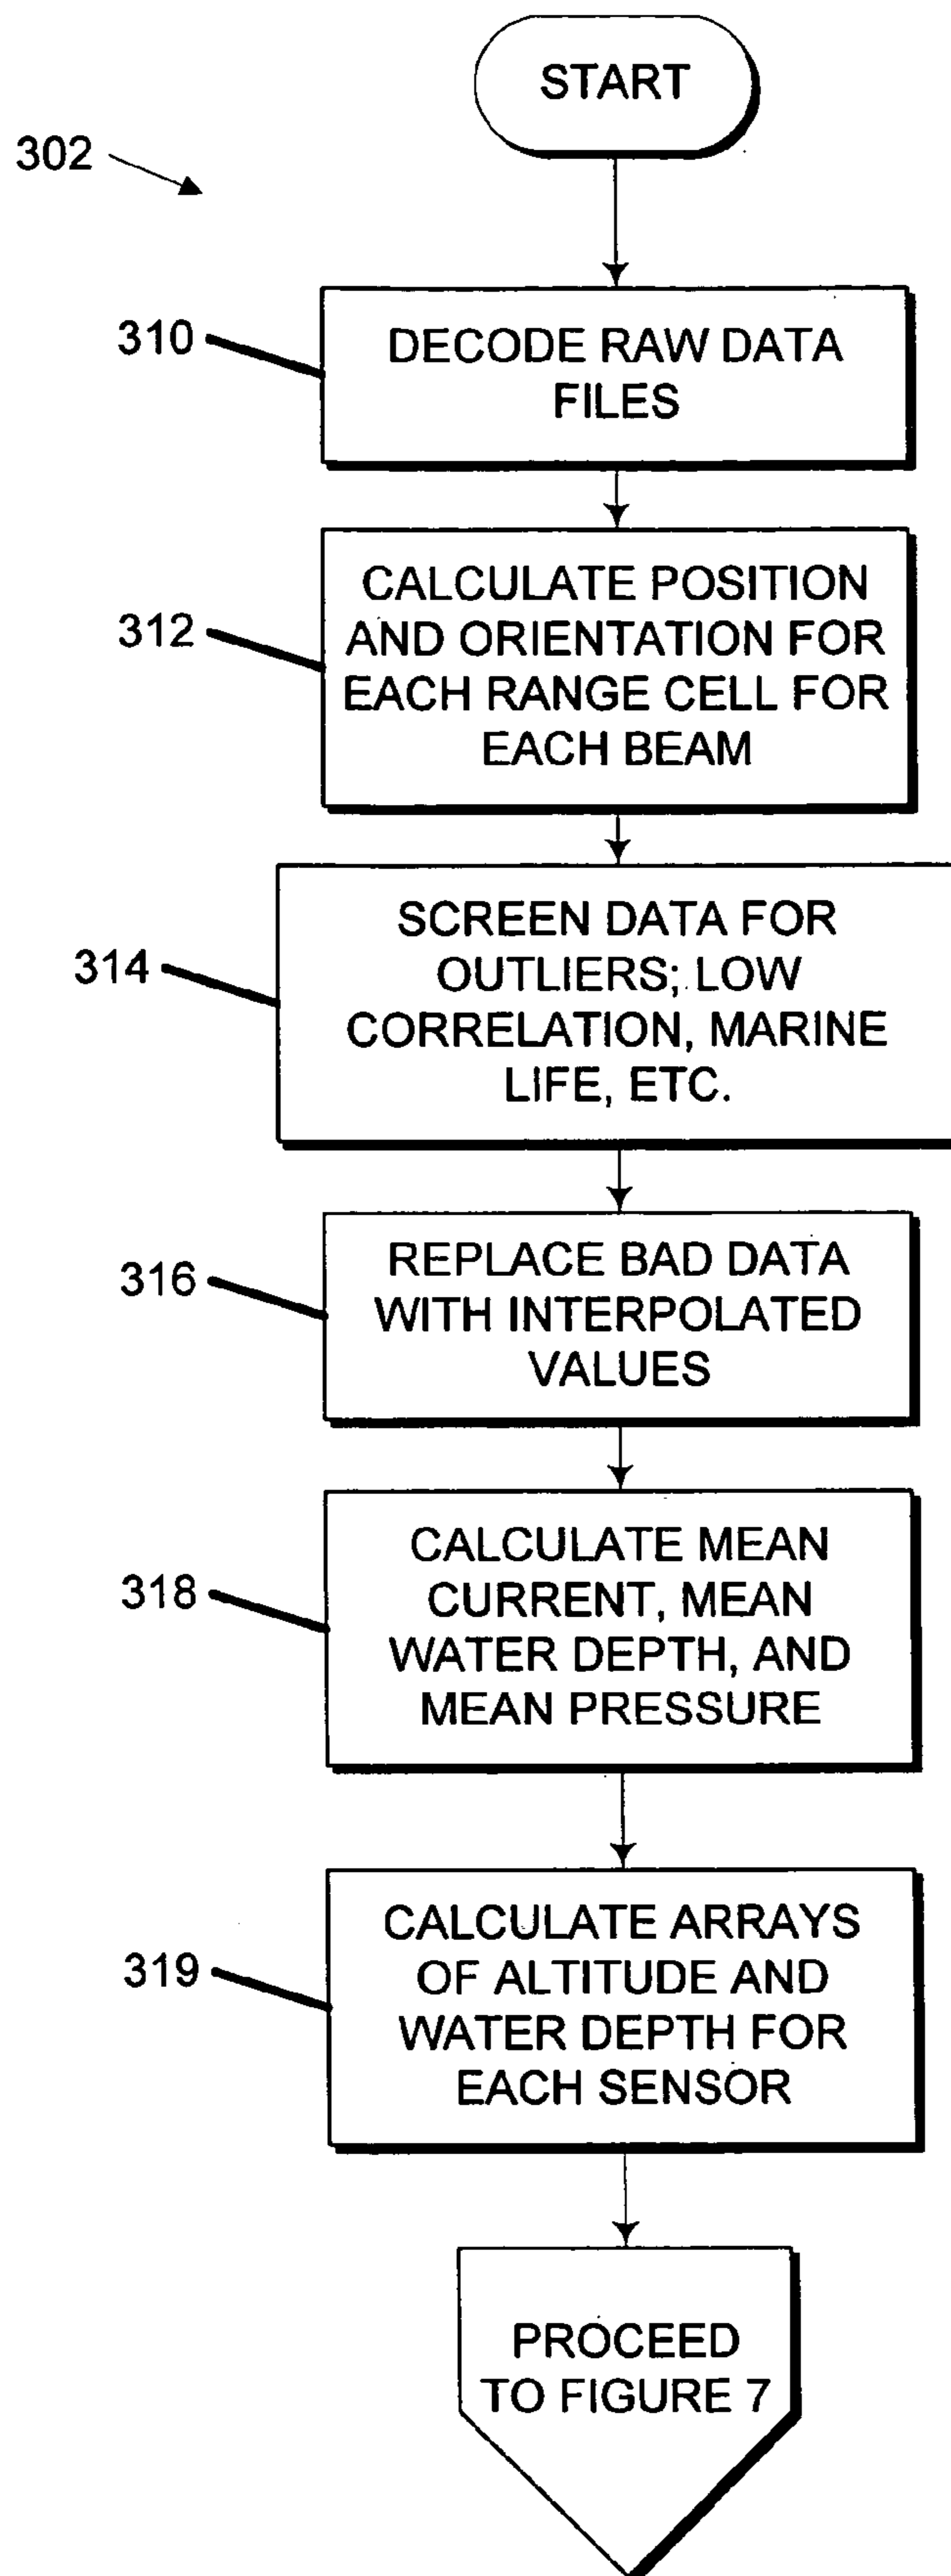 START
302
310
DECODE RAW DATA
FILES
312
CALCULATE POSITION
AND ORIENTATION FOR
EACH RANGE CELL FOR
EACH BEAM
314
SCREEN DATA FOR
OUTLIERS; LOW
CORRELATION, MARINE
LIFE, ETC.
316
REPLACE BAD DATA
WITH INTERPOLATED
VALUES
318
CALCULATE MEAN
CURRENT, MEAN
WATER DEPTH, AND
MEAN PRESSURE
319
CALCULATE ARRAYS
OF ALTITUDE AND
WATER DEPTH FOR
EACH SENSOR
PROCEED
TO FIGURE 7